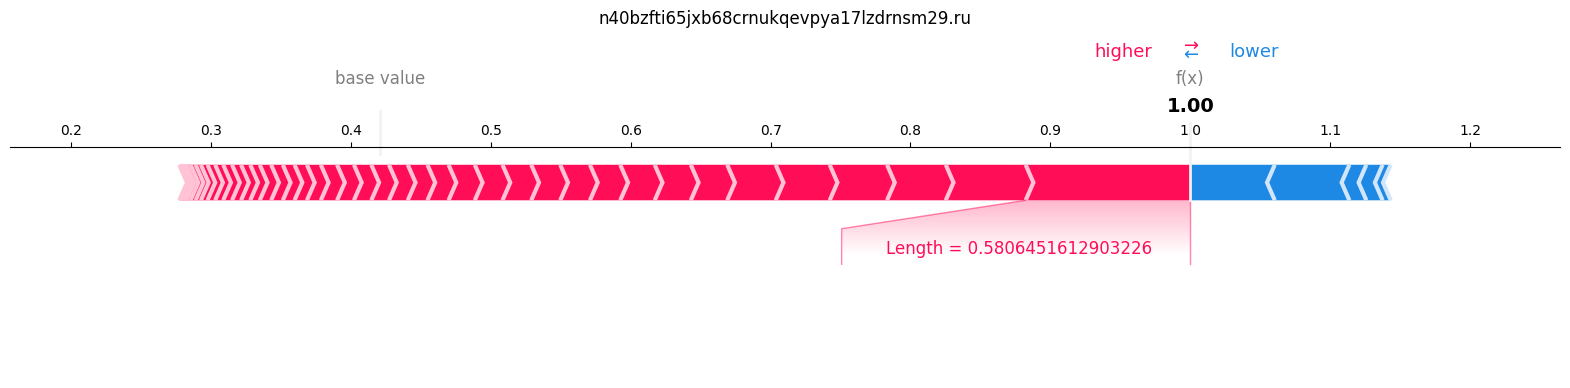 n40bzfti65jxb68crnukqevpya17lzdrnsm29.ru
higher ⇄ lower
base value f(x)
1.00
0.2 0.3 0.4 0.5 0.6 0.7 0.8 0.9 1.0 1.1 1.2
Length = 0.5806451612903226